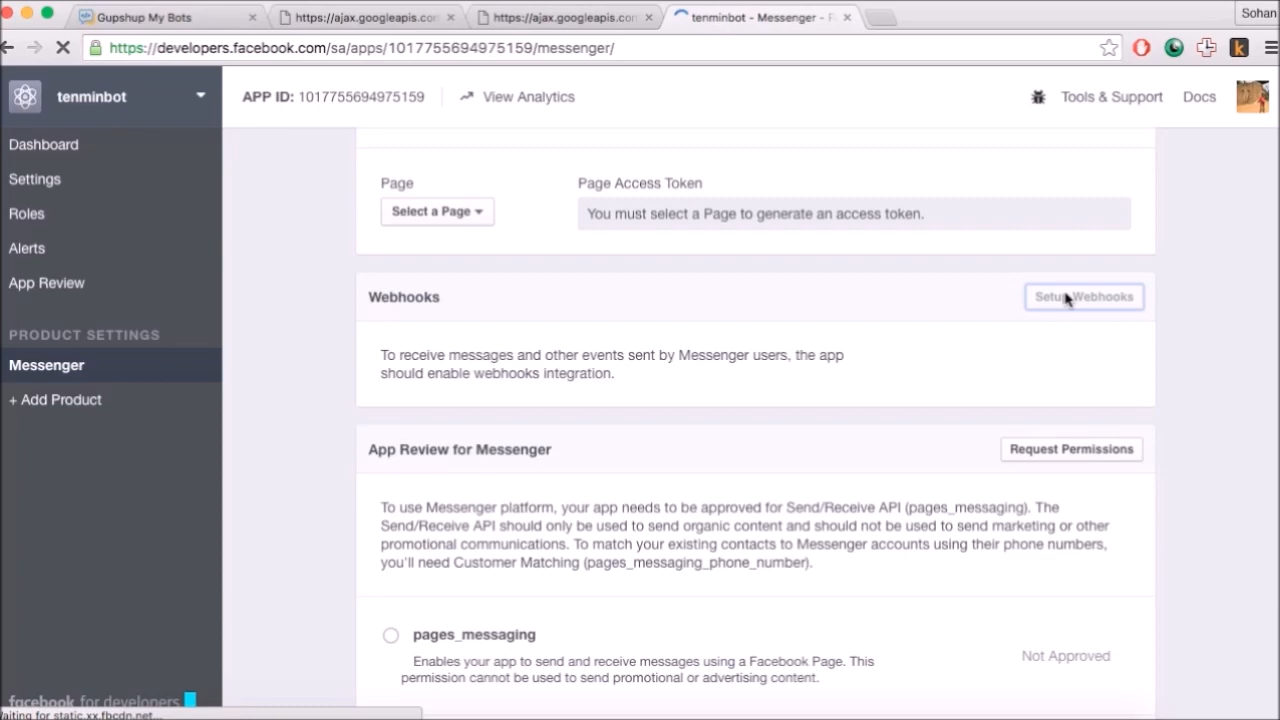 Gupshup My Bots
https://ajax.googleapis.con
https://ajax.googleapis.con
tenminbot - Messenger - F
Sohan
https://developers.facebook.com/sa/apps/1017755694975159/messenger/
tenminbot
APP ID: 1017755694975159
View Analytics
Tools & Support
Docs
Dashboard
Settings
Roles
Alerts
App Review
PRODUCT SETTINGS
Messenger
+ Add Product
Page
Page Access Token
Select a Page
You must select a Page to generate an access token.
Webhooks
Setup Webhooks
To receive messages and other events sent by Messenger users, the app
should enable webhooks integration.
App Review for Messenger
Request Permissions
To use Messenger platform, your app needs to be approved for Send/Receive API (pages_messaging). The
Send/Receive API should only be used to send organic content and should not be used to send marketing or other
promotional communications. To match your existing contacts to Messenger accounts using their phone numbers,
you'll need Customer Matching (pages_messaging_phone_number).
pages_messaging
Not Approved
Enables your app to send and receive messages using a Facebook Page. This
permission cannot be used to send promotional or advertising content.
facebook for developers
Waiting for static.xx.fbcdn.net...